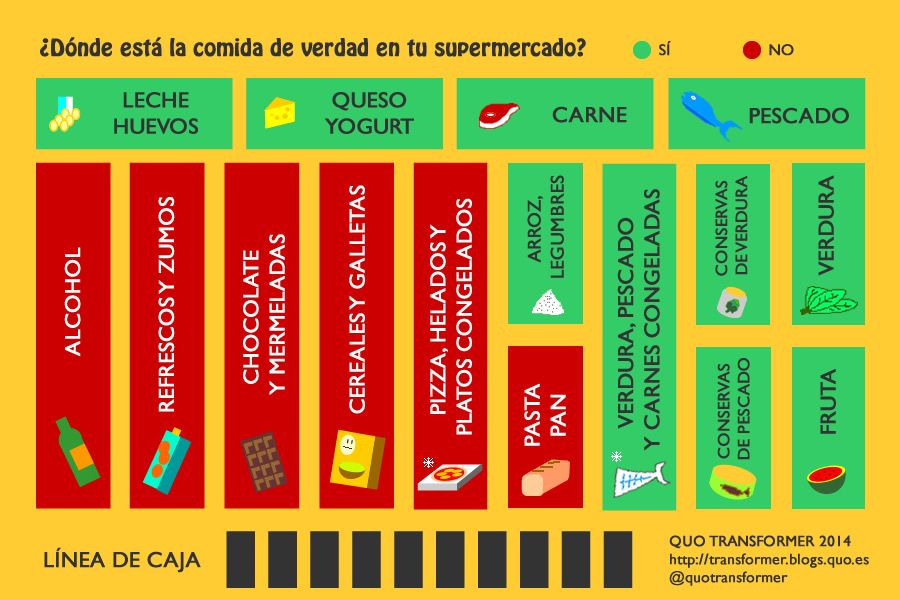 ¿Dónde está la comida de verdad en tu supermercado?
SÍ
NO
LECHE
HUEVOS
QUESO
YOGURT
CARNE
PESCADO
ALCOHOL
REFRESCOS Y ZUMOS
CHOCOLATE
Y MERMELADAS
CEREALES Y GALLETAS
PIZZA, HELADOS Y
PLATOS CONGELADOS
ARROZ,
LEGUMBRES
PASTA
PAN
VERDURA, PESCADO
Y CARNES CONGELADAS
CONSERVAS
DE VERDURA
CONSERVAS
DE PESCADO
VERDURA
FRUTA
LÍNEA DE CAJA
QUO TRANSFORMER 2014
http://transformer.blogs.quo.es
@quotransformer